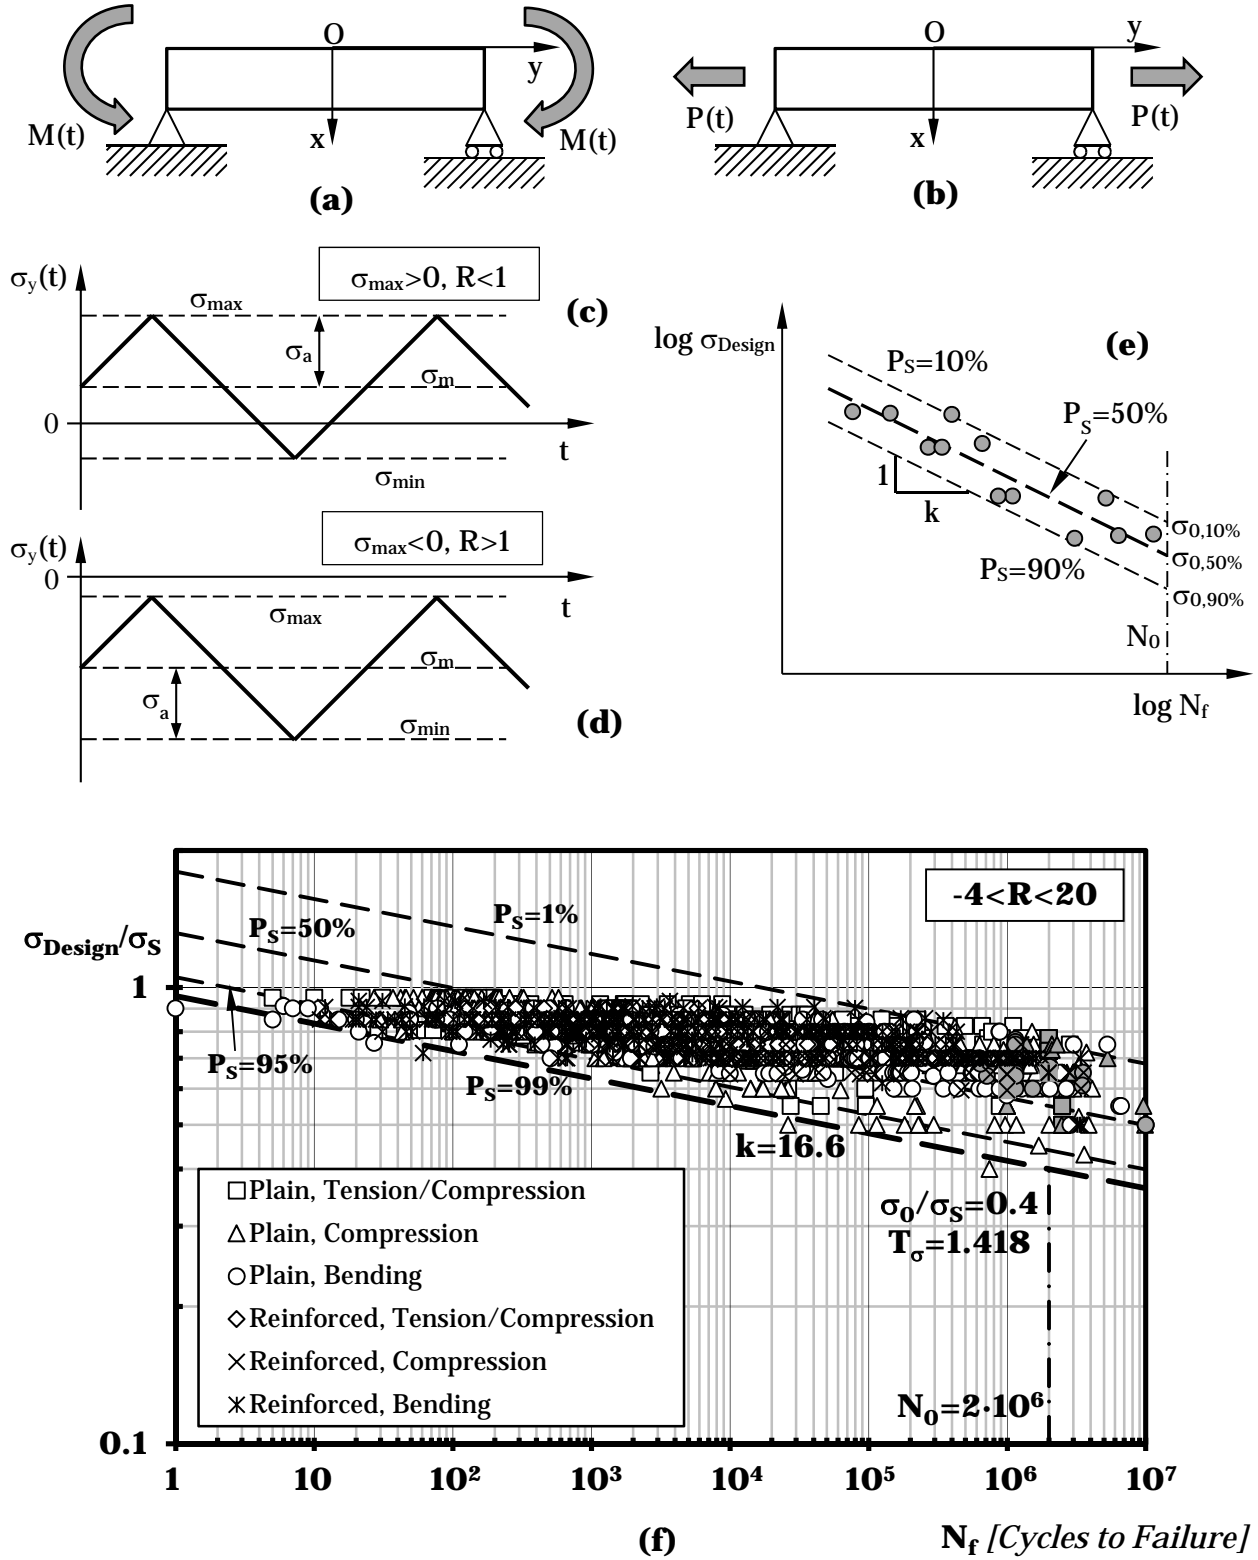 O
y
M(t)
x
M(t)
(a)
O
y
P(t)
x
P(t)
(b)
σy(t)
σmax>0, R<1
σmax
(c)
σa
σm
0
t
σmin
σy(t)
σmax<0, R>1
0
t
σmax
σm
σa
σmin
(d)
log σDesign
(e)
PS=10%
PS=50%
1
k
σ0,10%
σ0,50%
PS=90%
σ0,90%
N0
log Nf
-4<R<20
PS=1%
PS=50%
σDesign/σS
1
PS=95%
PS=99%
k=16.6
σ0/σS=0.4
Tσ=1.418
Plain, Tension/Compression
Plain, Compression
Plain, Bending
Reinforced, Tension/Compression
Reinforced, Compression
Reinforced, Bending
N0=2·10⁶
0.1
1 10 10² 10³ 10⁴ 10⁵ 10⁶ 10⁷
(f)
Nf [Cycles to Failure]